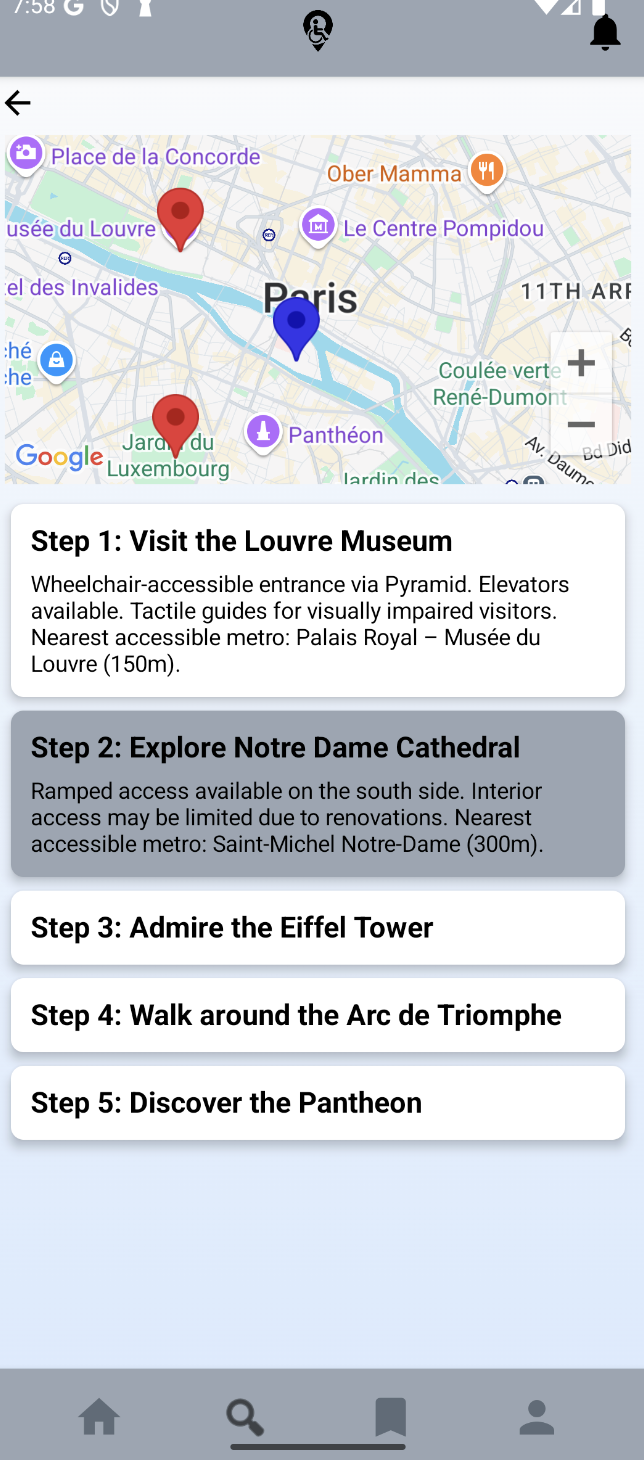 7:58
Place de la Concorde
Ober Mamma
usée du Louvre
Le Centre Pompidou
el des Invalides
Paris
11TH ARR
ché
che
Coulée verte
René-Dumont
Panthéon
Jardin du
Luxembourg
Google
Av. Daume
Bd Did
Jardin des
Step 1: Visit the Louvre Museum
Wheelchair-accessible entrance via Pyramid. Elevators
available. Tactile guides for visually impaired visitors.
Nearest accessible metro: Palais Royal – Musée du
Louvre (150m).
Step 2: Explore Notre Dame Cathedral
Ramped access available on the south side. Interior
access may be limited due to renovations. Nearest
accessible metro: Saint-Michel Notre-Dame (300m).
Step 3: Admire the Eiffel Tower
Step 4: Walk around the Arc de Triomphe
Step 5: Discover the Pantheon